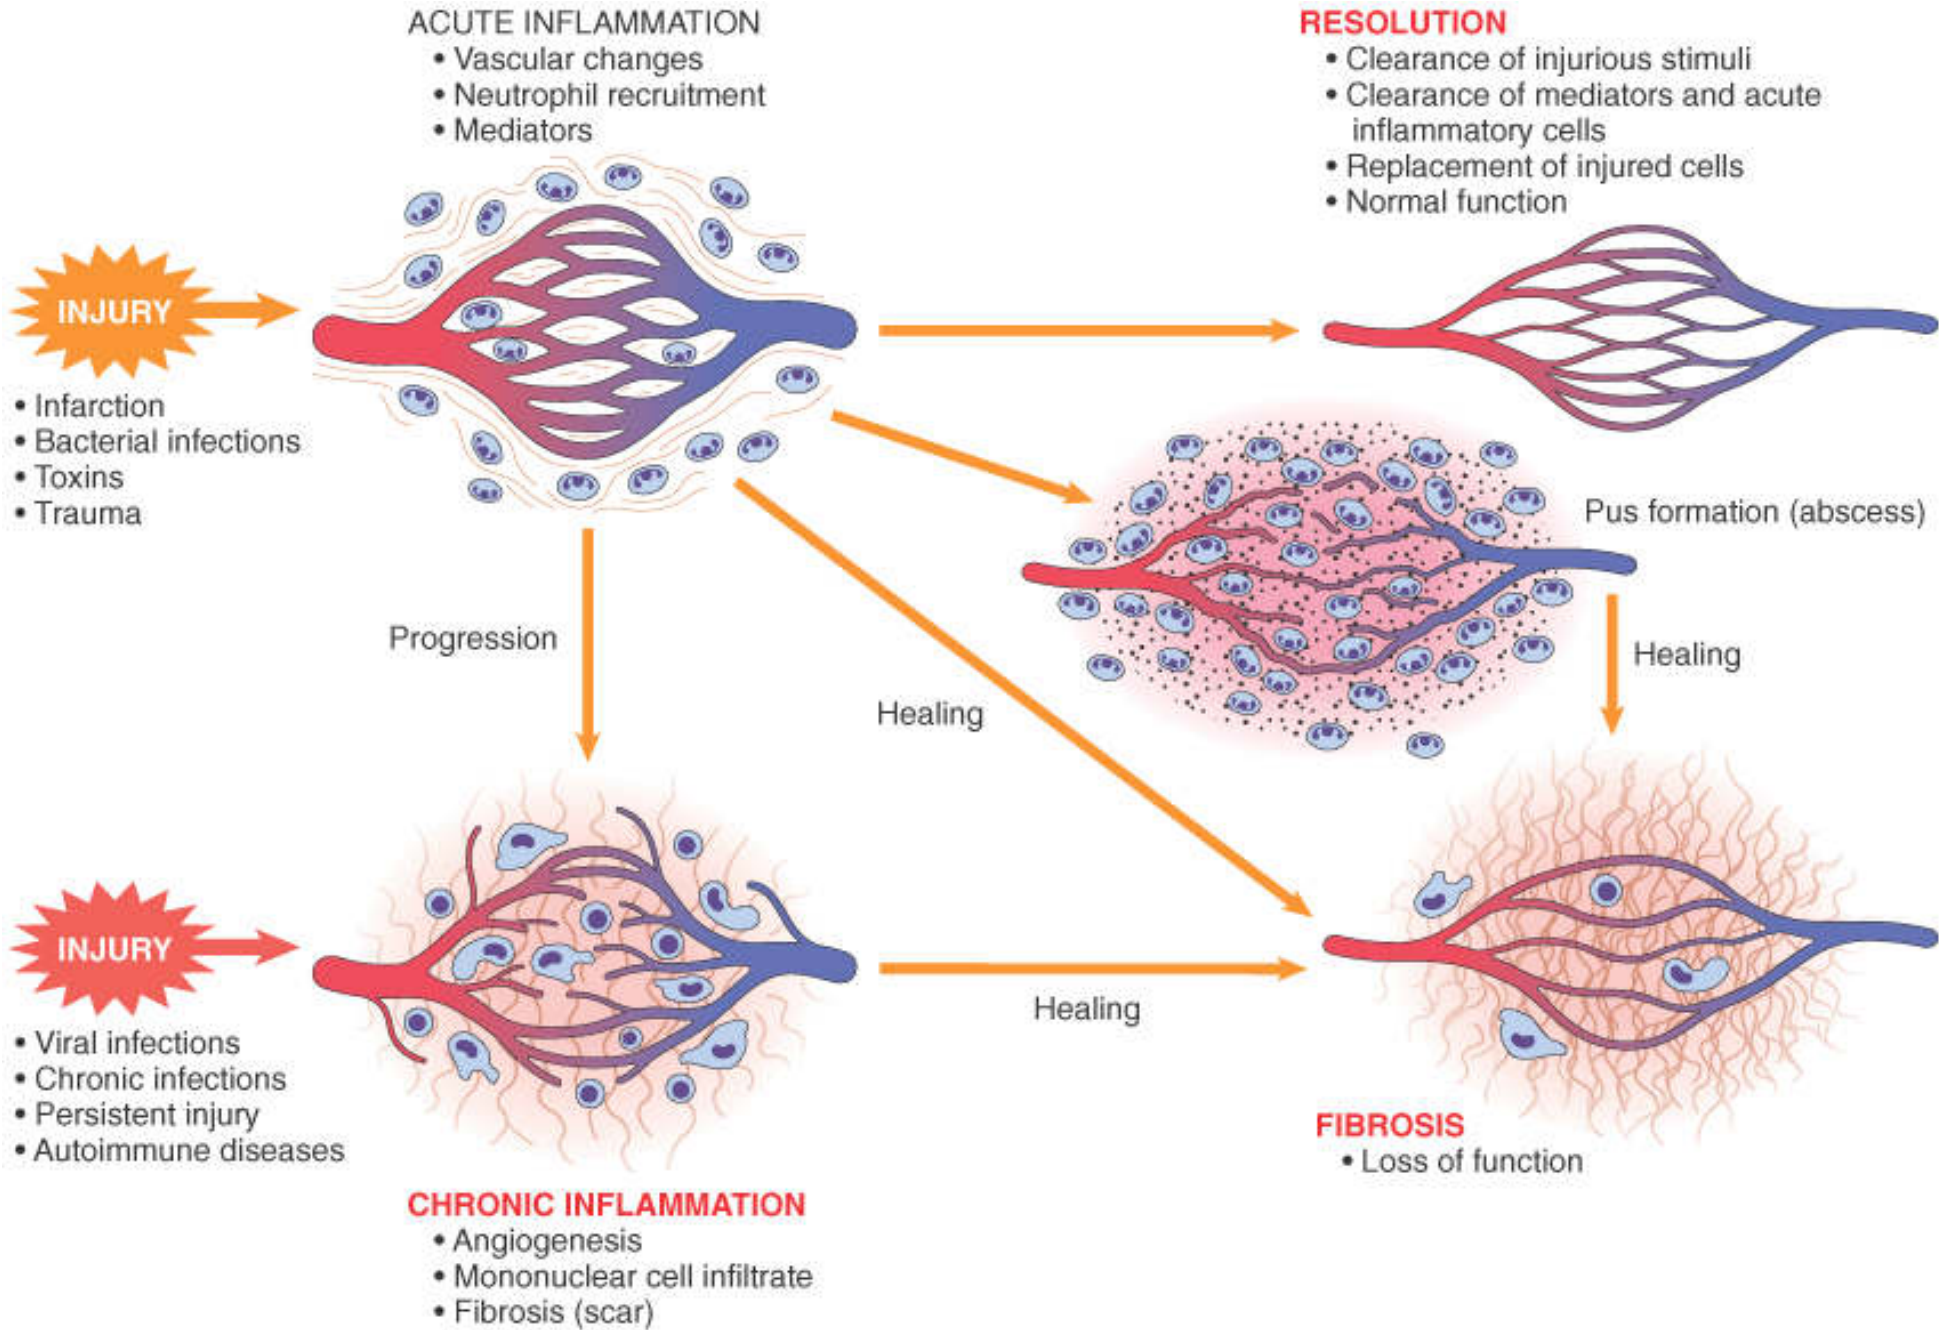 ACUTE INFLAMMATION
• Vascular changes
• Neutrophil recruitment
• Mediators
RESOLUTION
• Clearance of injurious stimuli
• Clearance of mediators and acute
inflammatory cells
• Replacement of injured cells
• Normal function
INJURY
• Infarction
• Bacterial infections
• Toxins
• Trauma
Pus formation (abscess)
Progression
Healing
Healing
INJURY
• Viral infections
• Chronic infections
• Persistent injury
• Autoimmune diseases
Healing
FIBROSIS
• Loss of function
CHRONIC INFLAMMATION
• Angiogenesis
• Mononuclear cell infiltrate
• Fibrosis (scar)